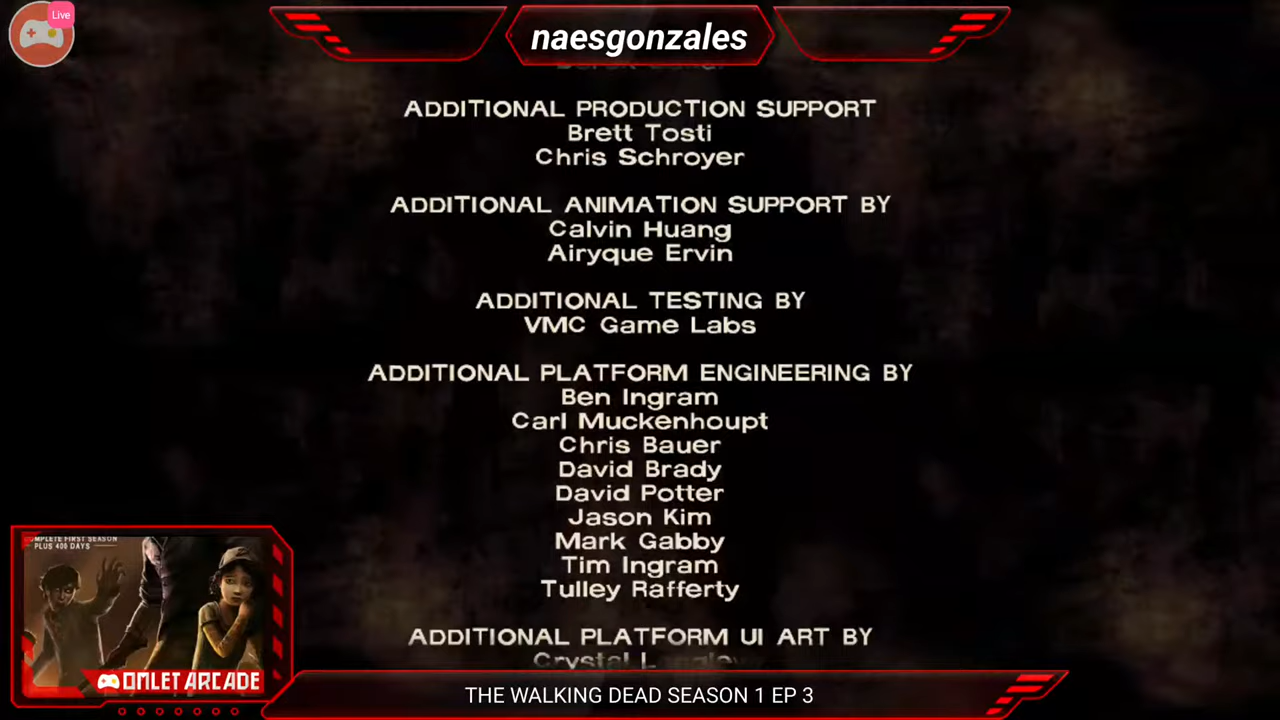 Live
naesgonzales
ADDITIONAL PRODUCTION SUPPORT
Brett Tosti
Chris Schroyer
ADDITIONAL ANIMATION SUPPORT BY
Calvin Huang
Airyque Ervin
ADDITIONAL TESTING BY
VMC Game Labs
ADDITIONAL PLATFORM ENGINEERING BY
Ben Ingram
Carl Muckenhoupt
Chris Bauer
David Brady
David Potter
Jason Kim
Mark Gabby
Tim Ingram
Tulley Rafferty
ADDITIONAL PLATFORM UI ART BY
Crystal
FIRST SEASON
PLUS 400 DAYS
OMLET ARCADE
THE WALKING DEAD SEASON 1 EP 3